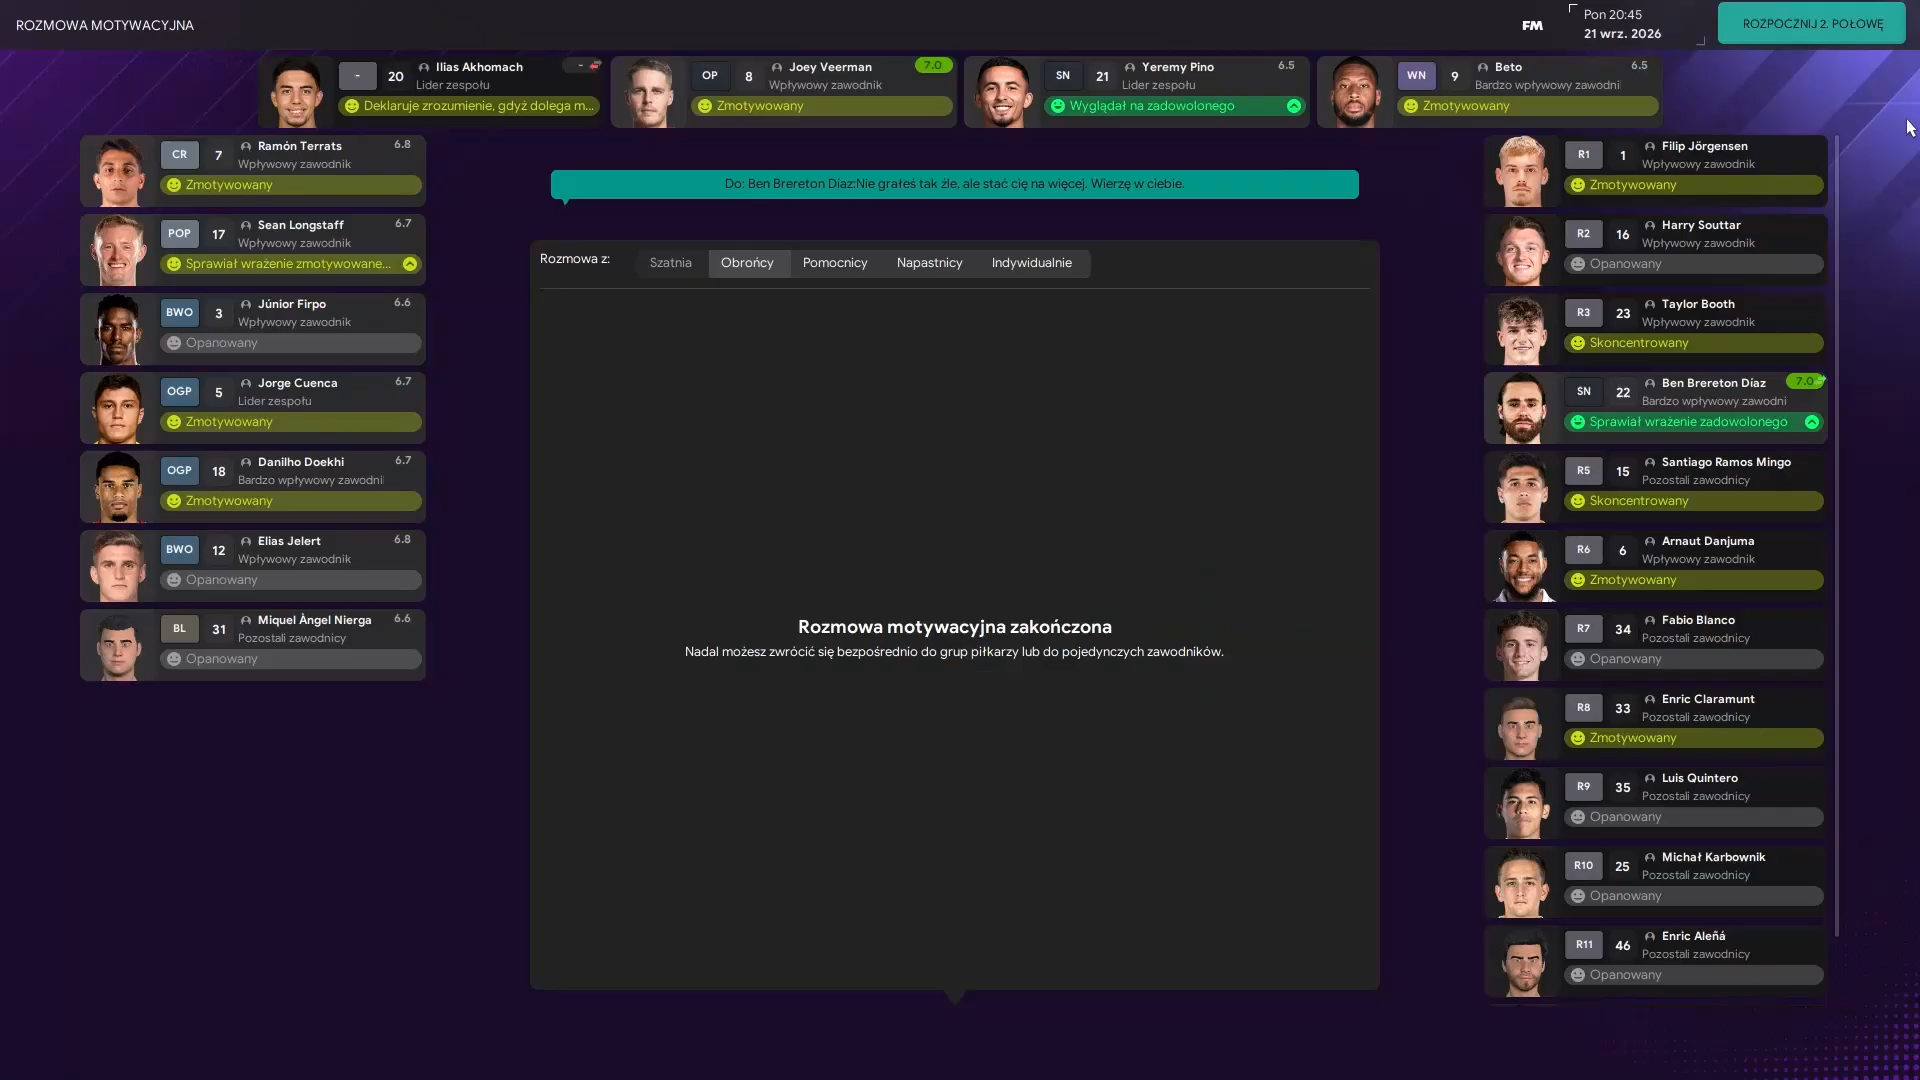 ROZMOWA MOTYWACYJNA
FM
Pon 20:45
21 wrz. 2026
ROZPOCZNIJ 2. POŁOWĘ
- 20 Ilias Akhomach -
Lider zespołu
Deklaruje zrozumienie, gdyż dolega m...
OP 8 Joey Veerman 7.0
Wpływowy zawodnik
Zmotywowany
SN 21 Yeremy Pino 6.5
Lider zespołu
Wyglądał na zadowolonego
WN 9 Beto 6.5
Bardzo wpływowy zawodni
Zmotywowany
CR 7 Ramón Terrats 6.8
Wpływowy zawodnik
Zmotywowany
POP 17 Sean Longstaff 6.7
Wpływowy zawodnik
Sprawiał wrażenie zmotywowane...
BWO 3 Júnior Firpo 6.6
Wpływowy zawodnik
Opanowany
OGP 5 Jorge Cuenca 6.7
Lider zespołu
Zmotywowany
OGP 18 Danilho Doekhi 6.7
Bardzo wpływowy zawodni
Zmotywowany
BWO 12 Elias Jelert 6.8
Wpływowy zawodnik
Opanowany
BL 31 Miquel Àngel Nierga 6.6
Pozostali zawodnicy
Opanowany
Do: Ben Brereton Díaz:Nie grałeś tak źle, ale stać cię na więcej. Wierzę w ciebie.
Rozmowa z: Szatnia Obrońcy Pomocnicy Napastnicy Indywidualnie
Rozmowa motywacyjna zakończona
Nadal możesz zwrócić się bezpośrednio do grup piłkarzy lub do pojedynczych zawodników.
R1 1 Filip Jörgensen
Wpływowy zawodnik
Zmotywowany
R2 16 Harry Souttar
Wpływowy zawodnik
Opanowany
R3 23 Taylor Booth
Wpływowy zawodnik
Skoncentrowany
SN 22 Ben Brereton Díaz 7.0
Bardzo wpływowy zawodni
Sprawiał wrażenie zadowolonego
R5 15 Santiago Ramos Mingo
Pozostali zawodnicy
Skoncentrowany
R6 6 Arnaut Danjuma
Wpływowy zawodnik
Zmotywowany
R7 34 Fabio Blanco
Pozostali zawodnicy
Opanowany
R8 33 Enric Claramunt
Pozostali zawodnicy
Zmotywowany
R9 35 Luis Quintero
Pozostali zawodnicy
Opanowany
R10 25 Michał Karbownik
Pozostali zawodnicy
Opanowany
R11 46 Enric Aleñá
Pozostali zawodnicy
Opanowany